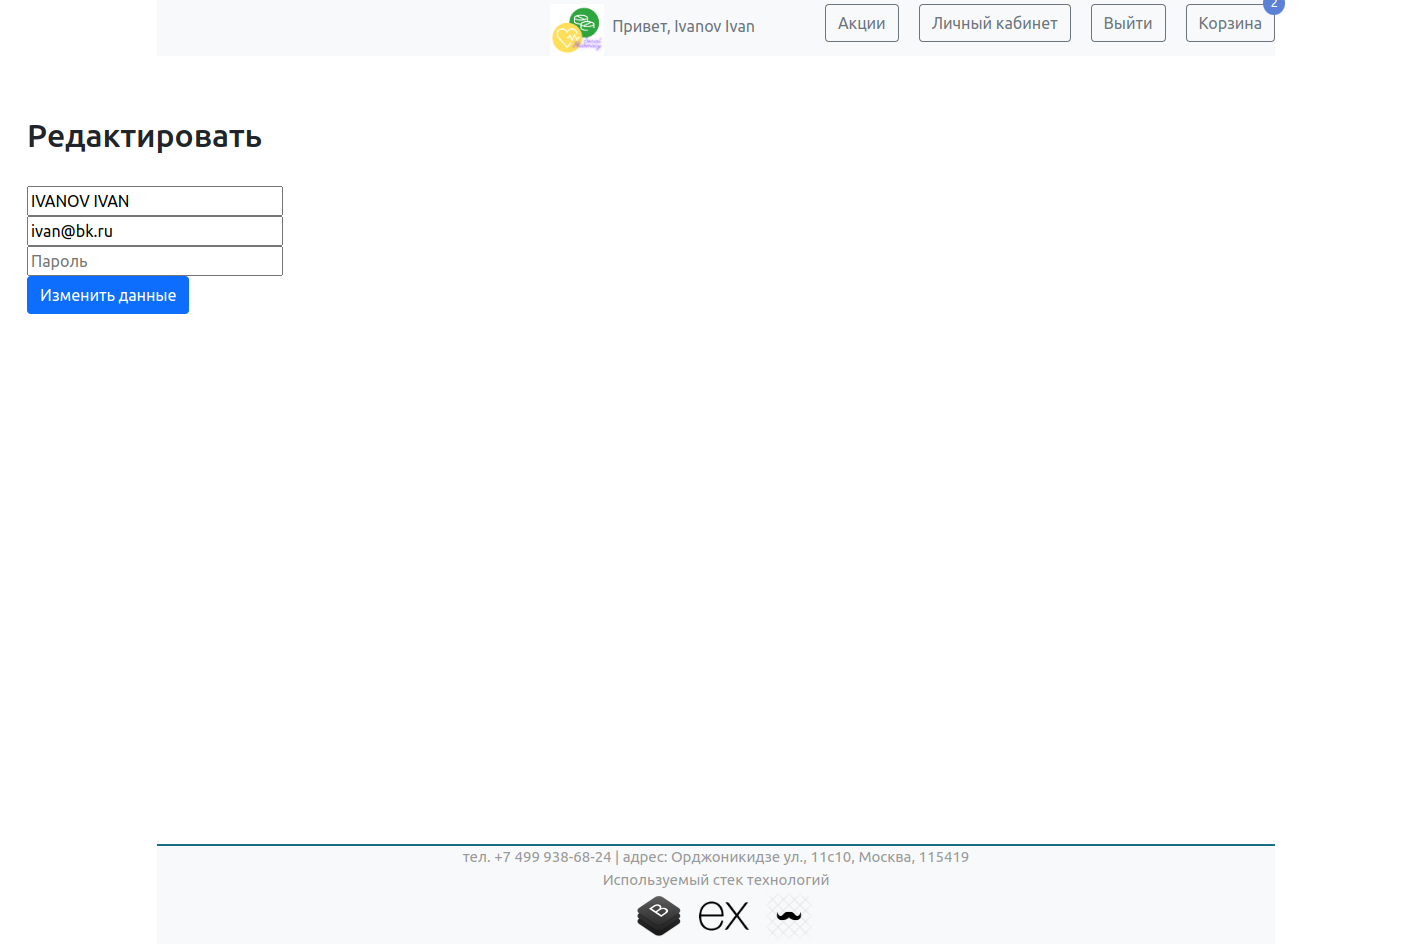 Привет, Ivanov Ivan
Акции
Личный кабинет
Выйти
Корзина
2
Редактировать
IVANOV IVAN
ivan@bk.ru
Пароль
Изменить данные
тел. +7 499 938-68-24 | адрес: Орджоникидзе ул., 11с10, Москва, 115419
Используемый стек технологий
B
ex